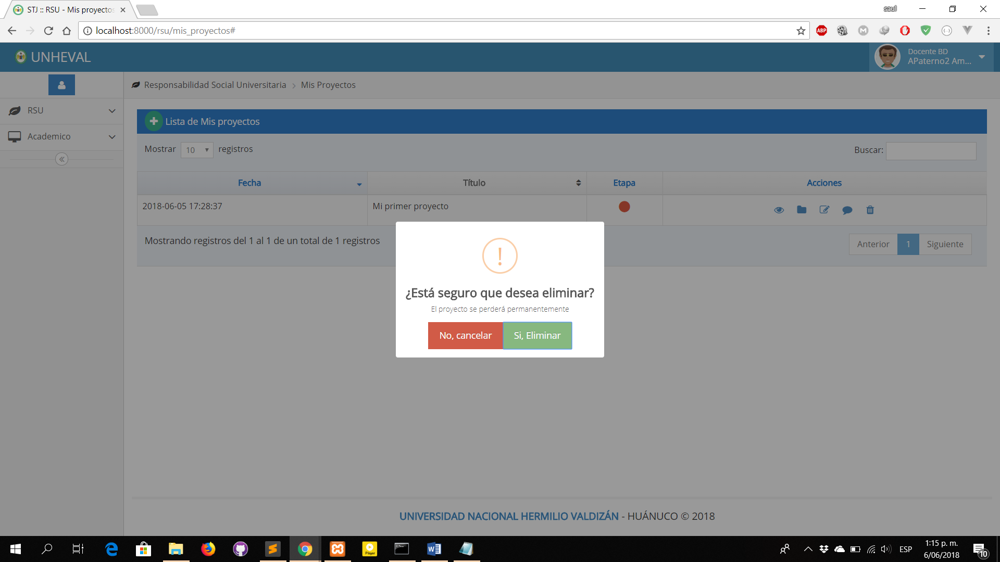 STJ :: RSU - Mis proyectos
saul
localhost:8000/rsu/mis_proyectos#
ABP
UNHEVAL
Docente BD
APaterno2 Am...
Responsabilidad Social Universitaria > Mis Proyectos
RSU
Academico
Lista de Mis proyectos
Mostrar 10 registros
Buscar:
Fecha Título Etapa Acciones
2018-06-05 17:28:37 Mi primer proyecto
Mostrando registros del 1 al 1 de un total de 1 registros
Anterior 1 Siguiente
!
¿Está seguro que desea eliminar?
El proyecto se perderá permanentemente
No, cancelar Si, Eliminar
UNIVERSIDAD NACIONAL HERMILIO VALDIZÁN - HUÁNUCO © 2018
Player
ESP
1:15 p. m.
6/06/2018
10